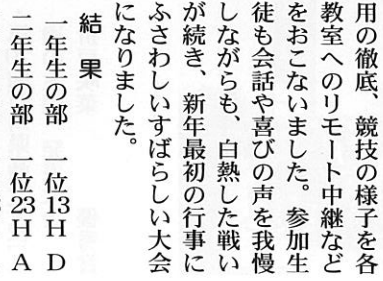 用の徹底、競技の様子を各
教室へのリモート中継など
をおこないました。参加生
徒も会話や喜びの声を我慢
しながらも、白熱した戦い
が続き、新年最初の行事に
ふさわしいすばらしい大会
になりました。
結果
一年生の部　一位13H　D
二年生の部　一位23H　A